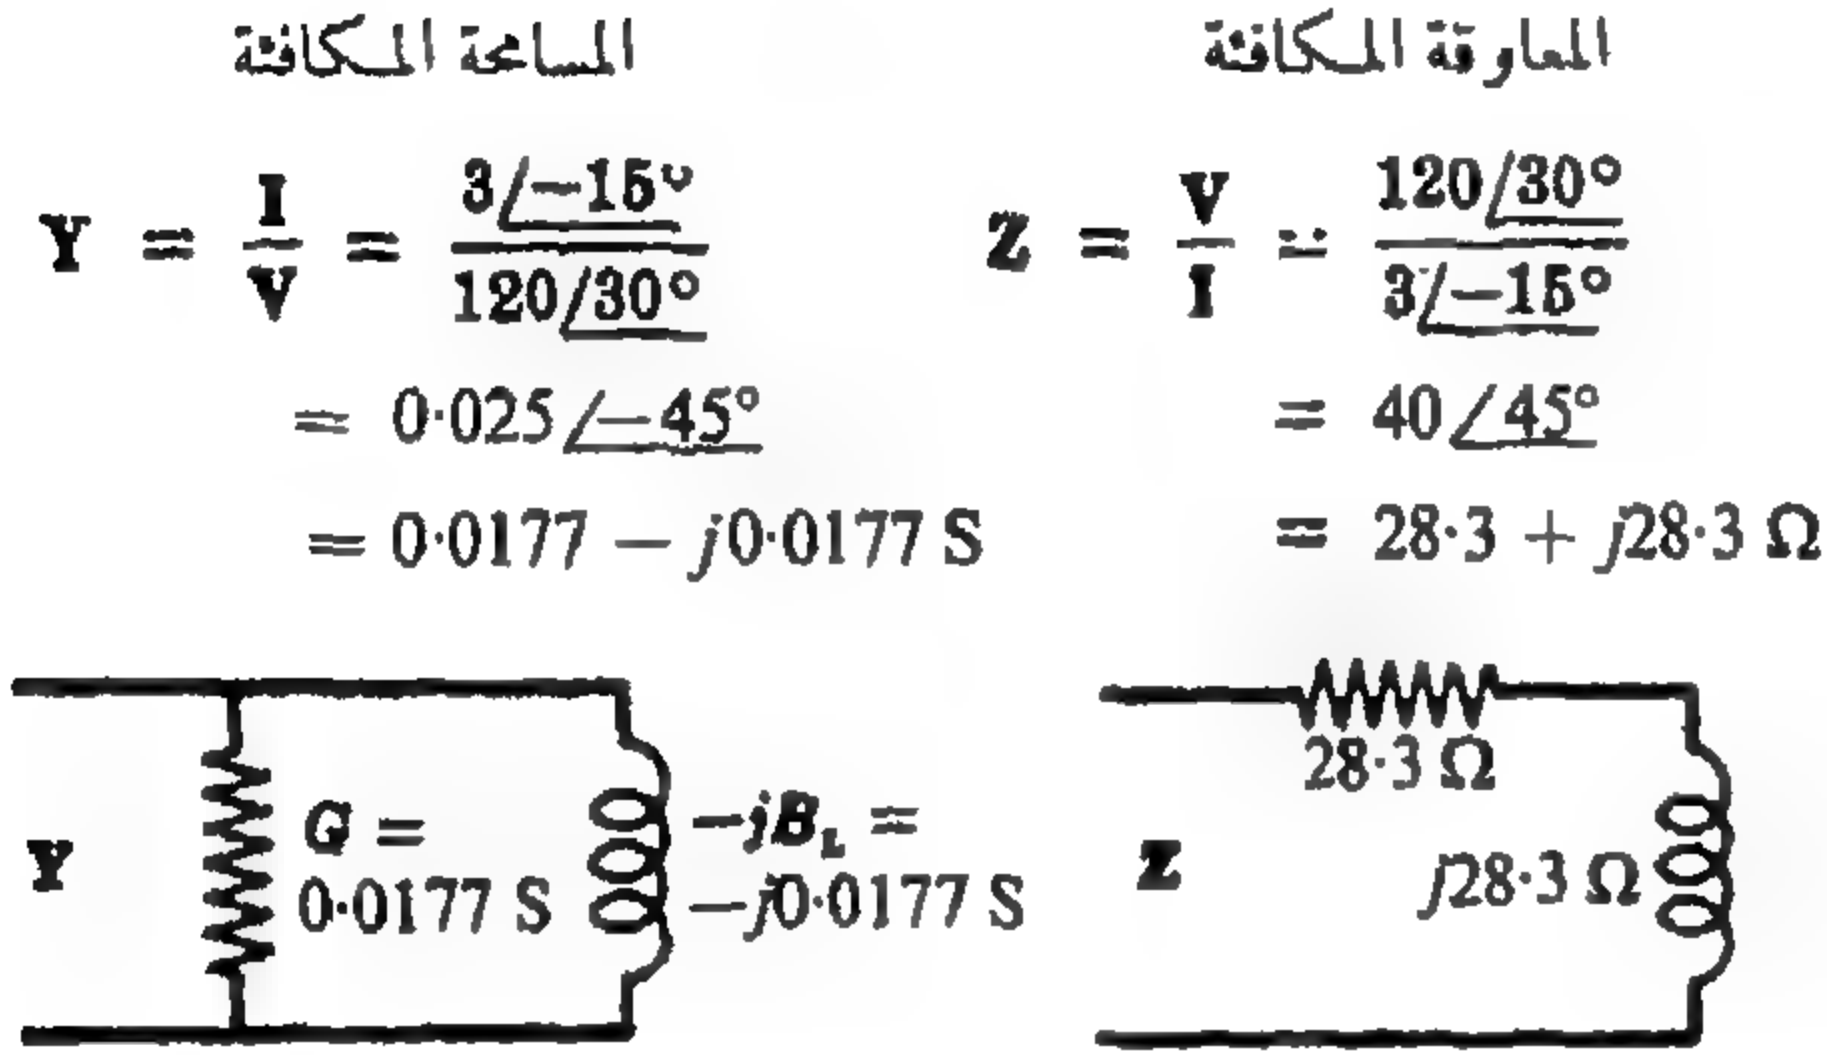 المعاوقة المكافئة
Z = V/I = 120/30° / 3/−15°
= 40/45°
= 28·3 + j28·3 Ω
28·3 Ω
Z
j28·3 Ω
المسامحة المكافئة
Y = I/V = 3/−15° / 120/30°
= 0·025/−45°
= 0·0177 − j0·0177 S
Y
G =
0·0177 S
−jB_L =
−j0·0177 S